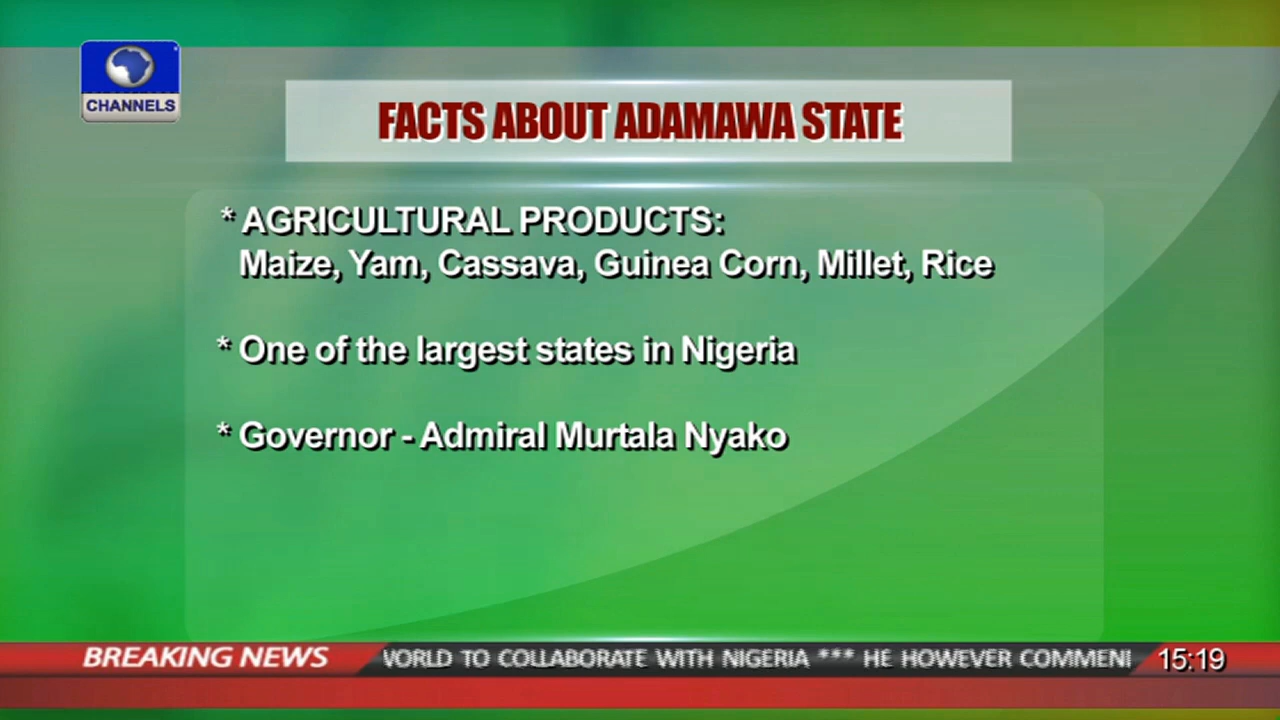 CHANNELS
FACTS ABOUT ADAMAWA STATE
* AGRICULTURAL PRODUCTS:
Maize, Yam, Cassava, Guinea Corn, Millet, Rice
* One of the largest states in Nigeria
* Governor - Admiral Murtala Nyako
BREAKING NEWS
TO COLLABORATE WITH NIGERIA *** HE HOWEVER
15:19